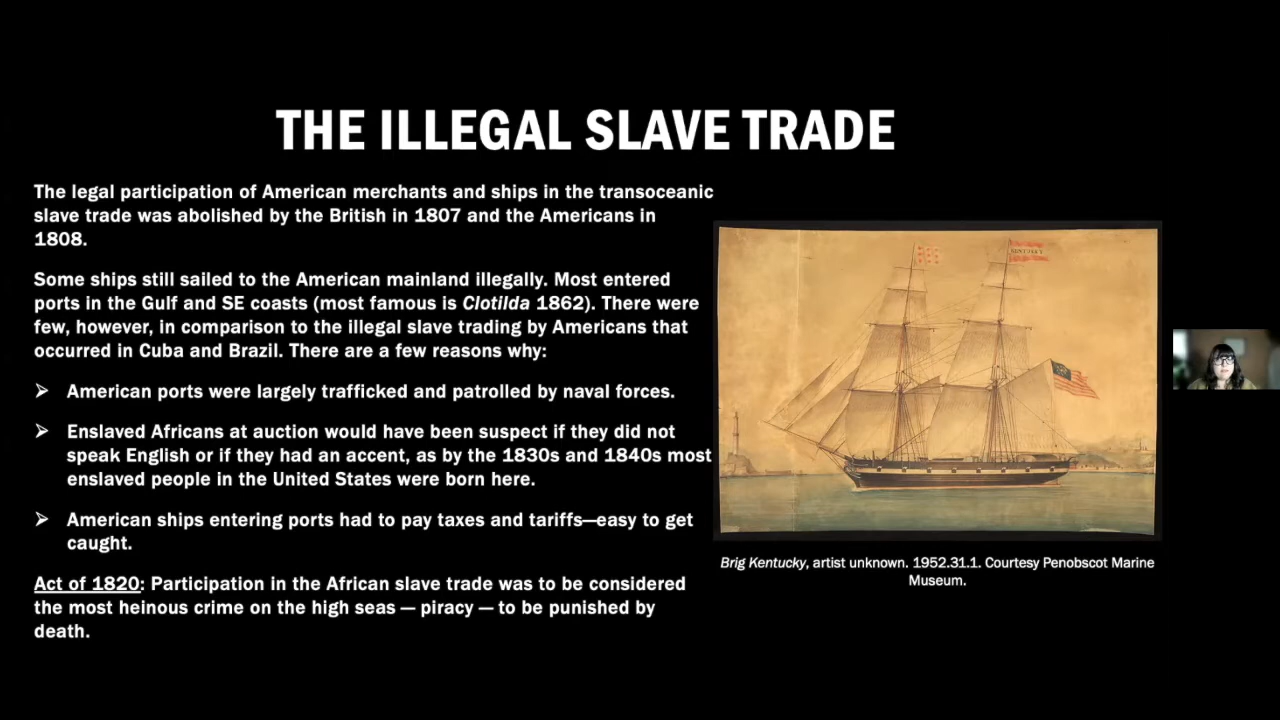 THE ILLEGAL SLAVE TRADE
The legal participation of American merchants and ships in the transoceanic
slave trade was abolished by the British in 1807 and the Americans in
1808.
Some ships still sailed to the American mainland illegally. Most entered
ports in the Gulf and SE coasts (most famous is Clotilda 1862). There were
few, however, in comparison to the illegal slave trading by Americans that
occurred in Cuba and Brazil. There are a few reasons why:
➢ American ports were largely trafficked and patrolled by naval forces.
➢ Enslaved Africans at auction would have been suspect if they did not
speak English or if they had an accent, as by the 1830s and 1840s most
enslaved people in the United States were born here.
➢ American ships entering ports had to pay taxes and tariffs—easy to get
caught.
Act of 1820: Participation in the African slave trade was to be considered
the most heinous crime on the high seas — piracy — to be punished by
death.
KENTUCKY
Brig Kentucky, artist unknown. 1952.31.1. Courtesy Penobscot Marine
Museum.